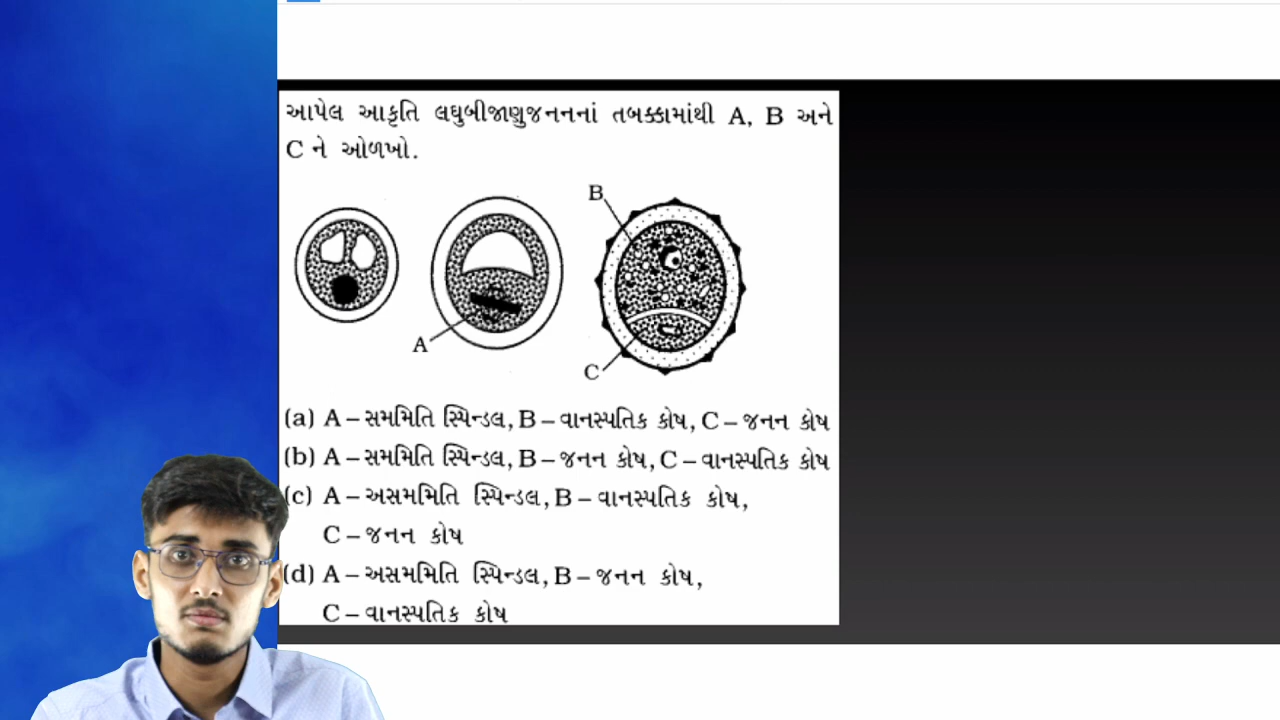 આપેલ આકૃતિ લઘુબીજાણુજનનનાં તબક્કામાંથી A, B અને
C ને ઓળખો.
B
A
C
(a) A – સમમિતિ સ્પિન્ડલ, B – વાનસ્પતિક કોષ, C – જનન કોષ
(b) A – સમમિતિ સ્પિન્ડલ, B – જનન કોષ, C – વાનસ્પતિક કોષ
(c) A – અસમમિતિ સ્પિન્ડલ, B – વાનસ્પતિક કોષ,
C – જનન કોષ
(d) A – અસમમિતિ સ્પિન્ડલ, B – જનન કોષ,
C – વાનસ્પતિક કોષ